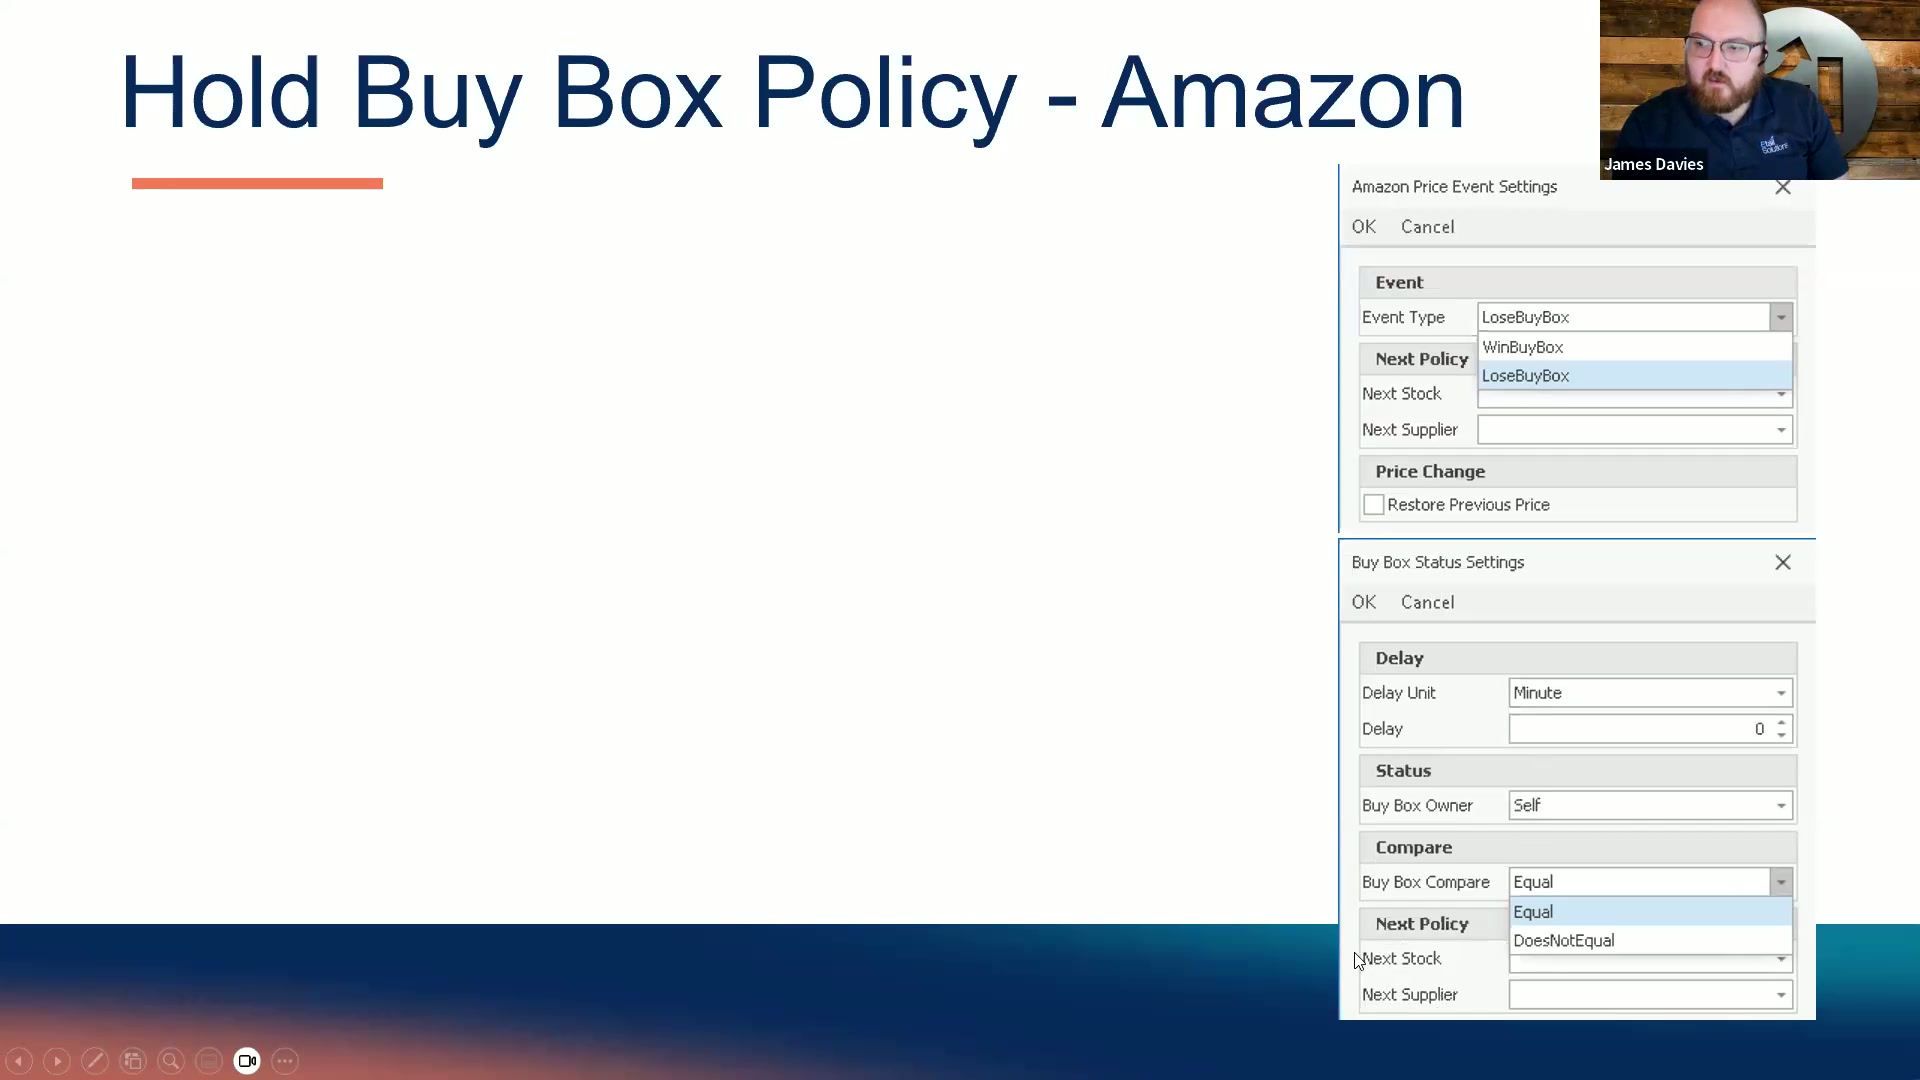 Hold Buy Box Policy - Amazon
Etail
Solutions
James Davies
Amazon Price Event Settings
OK Cancel
Event
Event Type LoseBuyBox
WinBuyBox
Next Policy
LoseBuyBox
Next Stock
Next Supplier
Price Change
Restore Previous Price
Buy Box Status Settings
OK Cancel
Delay
Delay Unit Minute
Delay 0
Status
Buy Box Owner Self
Compare
Buy Box Compare Equal
Equal
Next Policy
DoesNotEqual
Next Stock
Next Supplier